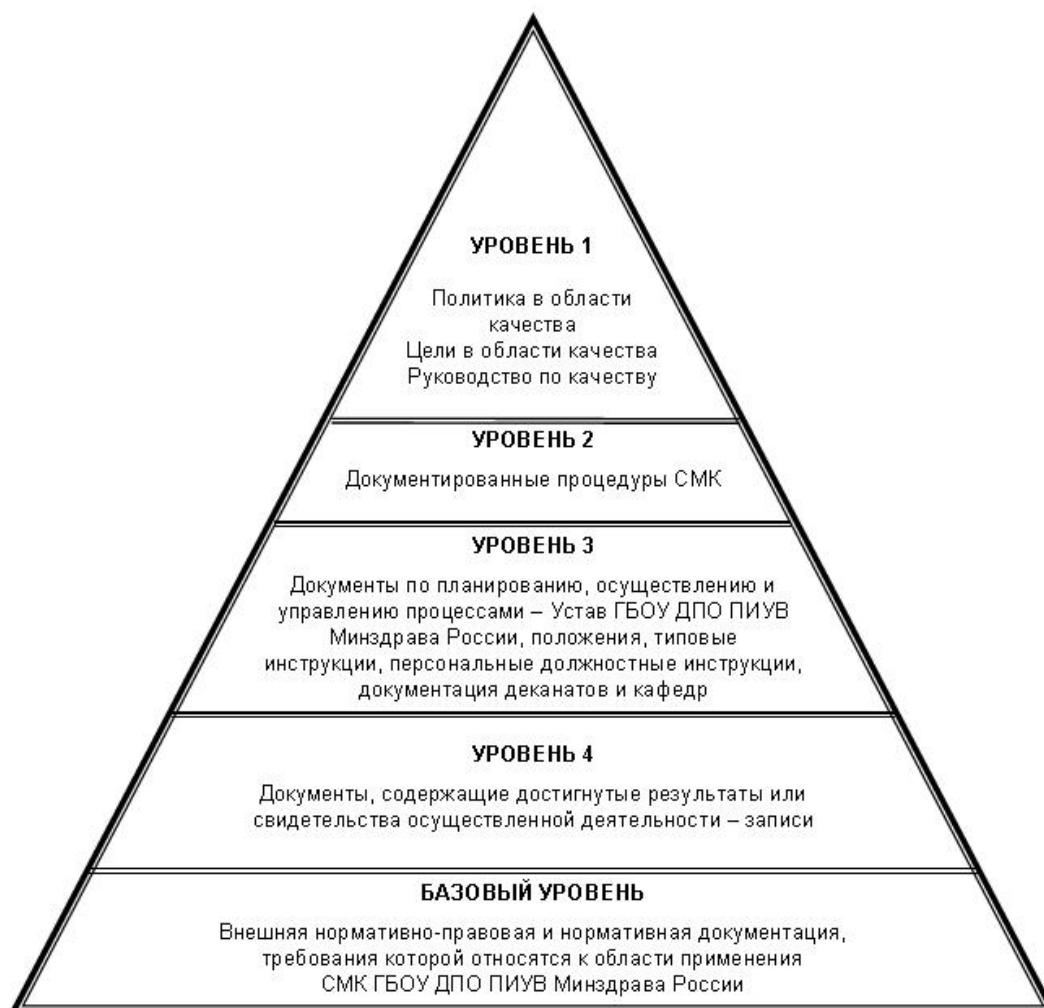 УРОВЕНЬ 1
Политика в области
качества
Цели в области качества
Руководство по качеству
УРОВЕНЬ 2
Документированные процедуры СМК
УРОВЕНЬ 3
Документы по планированию, осуществлению и
управлению процессами – Устав ГБОУ ДПО ПИУВ
Минздрава России, положения, типовые
инструкции, персональные должностные инструкции,
документация деканатов и кафедр
УРОВЕНЬ 4
Документы, содержащие достигнутые результаты или
свидетельства осуществленной деятельности – записи
БАЗОВЫЙ УРОВЕНЬ
Внешняя нормативно-правовая и нормативная документация,
требования которой относятся к области применения
СМК ГБОУ ДПО ПИУВ Минздрава России